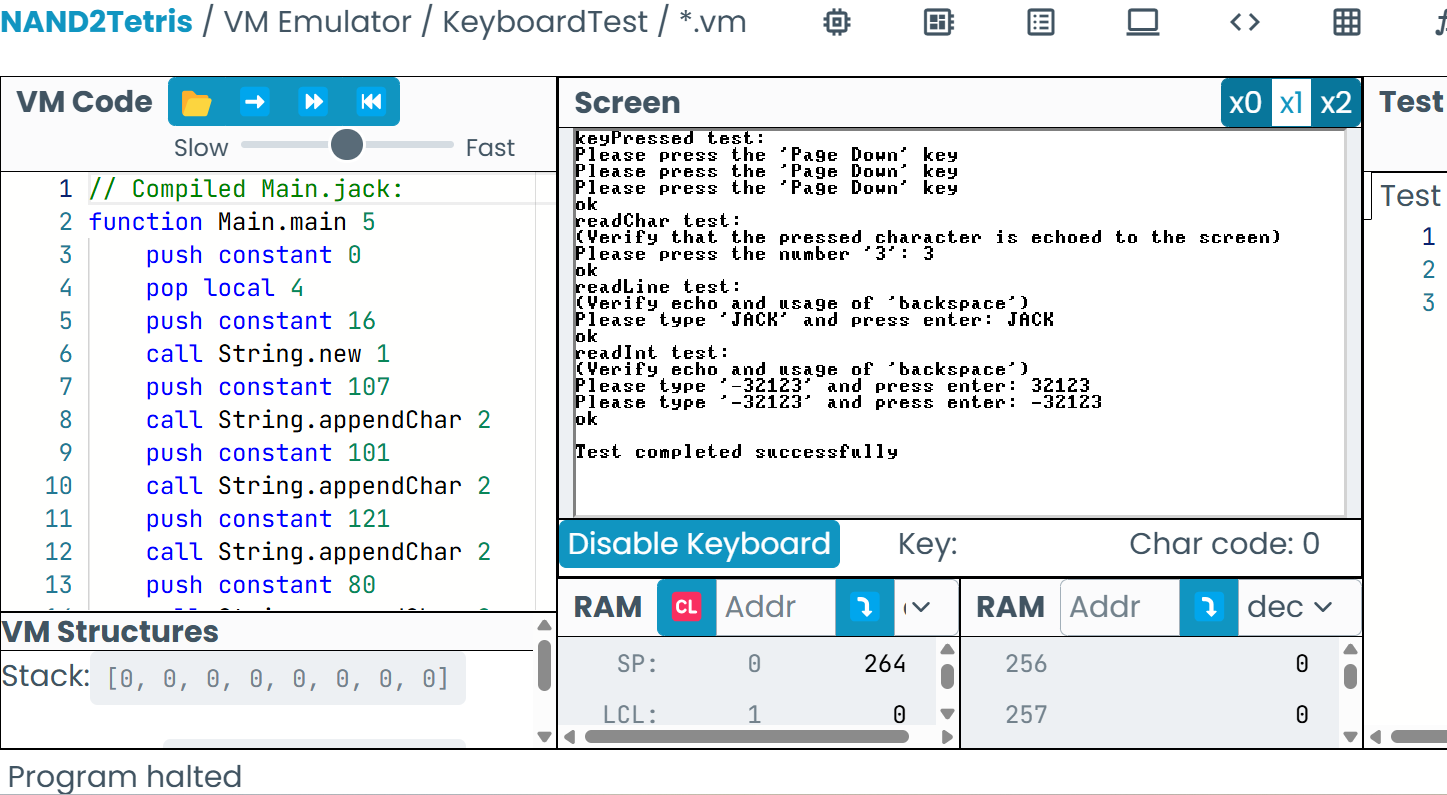 NAND2Tetris / VM Emulator / KeyboardTest / *.vm
VM Code
Slow Fast
1 // Compiled Main.jack:
2 function Main.main 5
3 push constant 0
4 pop local 4
5 push constant 16
6 call String.new 1
7 push constant 107
8 call String.appendChar 2
9 push constant 101
10 call String.appendChar 2
11 push constant 121
12 call String.appendChar 2
13 push constant 80
VM Structures
Stack: [0, 0, 0, 0, 0, 0, 0, 0]
Screen x0 x1 x2
keyPressed test:
Please press the 'Page Down' key
Please press the 'Page Down' key
Please press the 'Page Down' key
ok
readChar test:
(Verify that the pressed character is echoed to the screen)
Please press the number '3': 3
ok
readLine test:
(Verify echo and usage of 'backspace')
Please type 'JACK' and press enter: JACK
ok
readInt test:
(Verify echo and usage of 'backspace')
Please type '-32123' and press enter: 32123
Please type '-32123' and press enter: -32123
ok
Test completed successfully
Disable Keyboard Key: Char code: 0
RAM CL Addr
SP: 0 264
LCL: 1 0
RAM Addr dec
256 0
257 0
Test
Test
1
2
3
Program halted